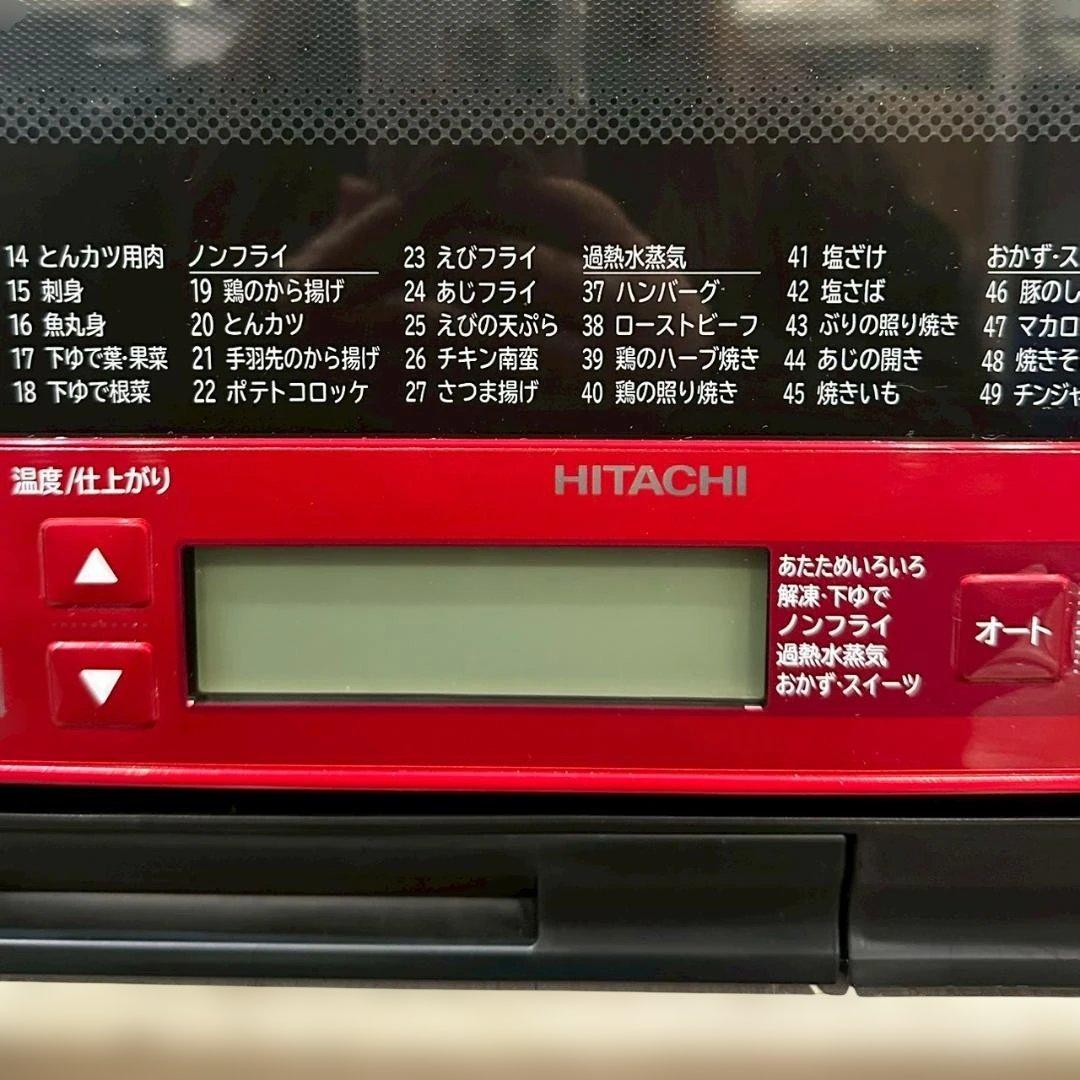 14 とんカツ用肉
15 刺身
16 魚丸身
17 下ゆで葉・果菜
18 下ゆで根菜
ノンフライ
19 鶏のから揚げ
20 とんカツ
21 手羽先のから揚げ
22 ポテトコロッケ
23 えびフライ
24 あじフライ
25 えびの天ぷら
26 チキン南蛮
27 さつま揚げ
過熱水蒸気
37 ハンバーグ
38 ローストビーフ
39 鶏のハーブ焼き
40 鶏の照り焼き
41 塩ざけ
42 塩さば
43 ぶりの照り焼き
44 あじの開き
45 焼きいも
おかず・ス
46 豚のし
47 マカロ
48 焼きそ
49 チンジャ
温度/仕上がり
HITACHI
あたためいろいろ
解凍・下ゆで
ノンフライ
過熱水蒸気
おかず・スイーツ
オート